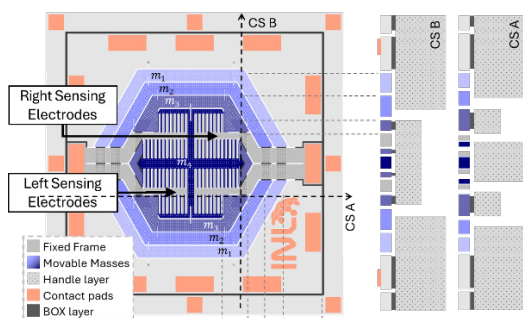 CS B
m₁
m₂
m₃
Right Sensing
Electrodes
m₄
Left Sensing
Electrodes
m₃
m₂
m₁
CS A
Fixed Frame
Movable Masses
Handle layer
Contact pads
BOX layer
CS B
CS A